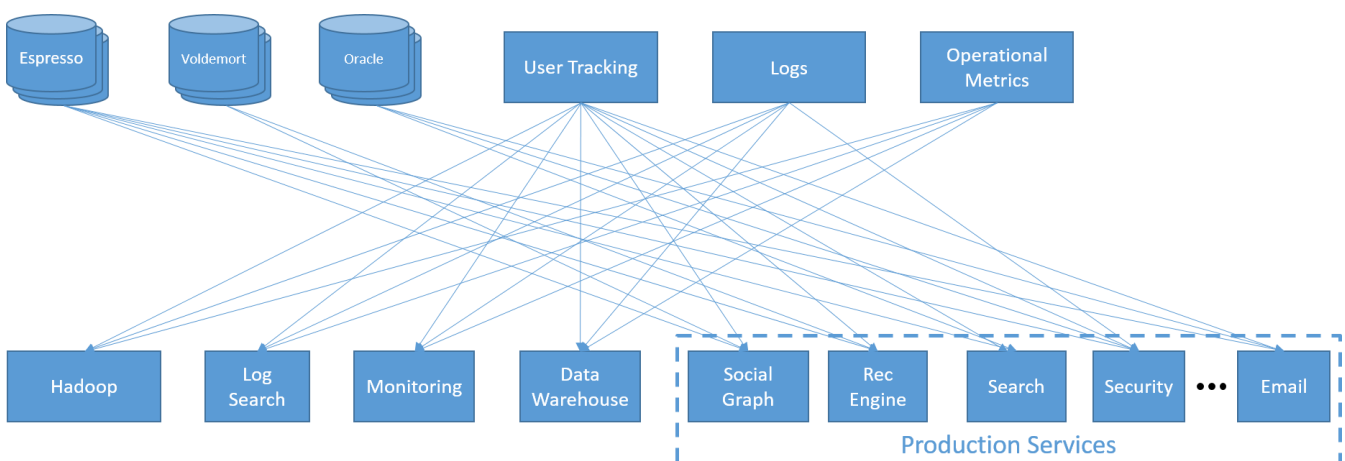 Espresso
Voldemort
Oracle
User Tracking
Logs
Operational
Metrics
Hadoop
Log
Search
Monitoring
Data
Warehouse
Social
Graph
Rec
Engine
Search
Security
•••
Email
Production Services